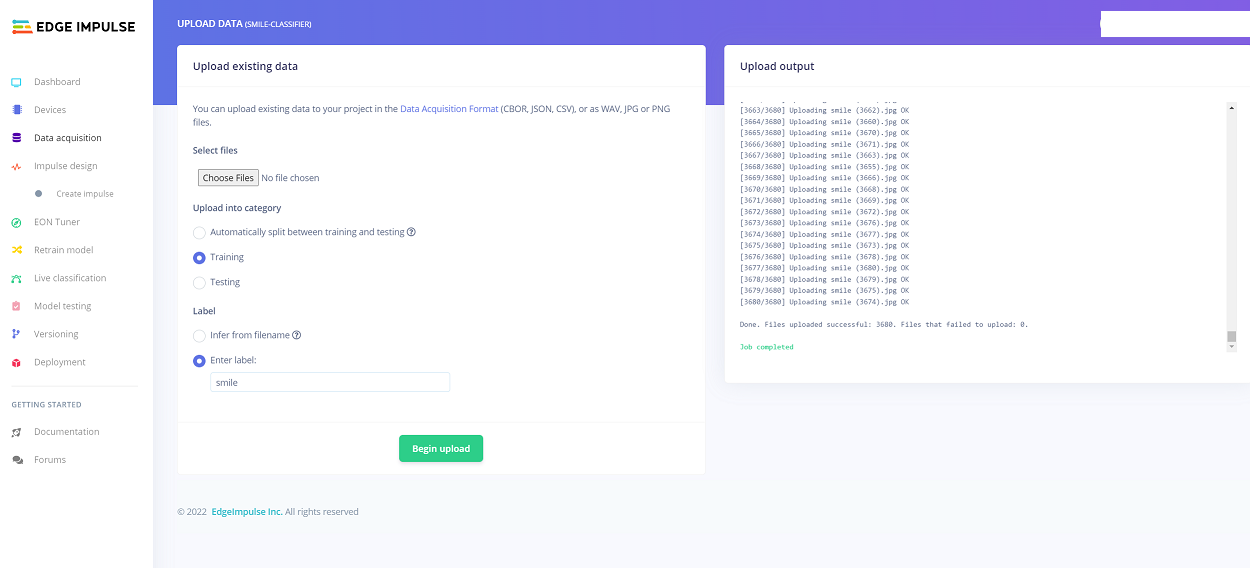 EDGE IMPULSE
Dashboard
Devices
Data acquisition
Impulse design
Create impulse
EON Tuner
Retrain model
Live classification
Model testing
Versioning
Deployment
GETTING STARTED
Documentation
Forums
UPLOAD DATA (SMILE-CLASSIFIER)
Upload existing data
You can upload existing data to your project in the Data Acquisition Format (CBOR, JSON, CSV), or as WAV, JPG or PNG
files.
Select files
Choose Files No file chosen
Upload into category
Automatically split between training and testing
Training
Testing
Label
Infer from filename
Enter label:
smile
Begin upload
© 2022 EdgeImpulse Inc. All rights reserved
Upload output
[3663/3680] Uploading smile (3662).jpg OK
[3664/3680] Uploading smile (3660).jpg OK
[3665/3680] Uploading smile (3670).jpg OK
[3666/3680] Uploading smile (3671).jpg OK
[3667/3680] Uploading smile (3663).jpg OK
[3668/3680] Uploading smile (3655).jpg OK
[3669/3680] Uploading smile (3666).jpg OK
[3670/3680] Uploading smile (3668).jpg OK
[3671/3680] Uploading smile (3669).jpg OK
[3672/3680] Uploading smile (3672).jpg OK
[3673/3680] Uploading smile (3676).jpg OK
[3674/3680] Uploading smile (3677).jpg OK
[3675/3680] Uploading smile (3673).jpg OK
[3676/3680] Uploading smile (3678).jpg OK
[3677/3680] Uploading smile (3680).jpg OK
[3678/3680] Uploading smile (3679).jpg OK
[3679/3680] Uploading smile (3675).jpg OK
[3680/3680] Uploading smile (3674).jpg OK
Done. Files uploaded successful: 3680. Files that failed to upload: 0.
Job completed